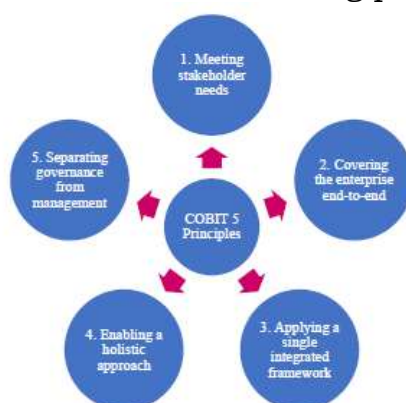 1. Meeting
stakeholder
needs
2. Covering
the enterprise
end-to-end
3. Applying a
single
integrated
framework
4. Enabling a
holistic
approach
5. Separating
governance
from
management
COBIT 5
Principles